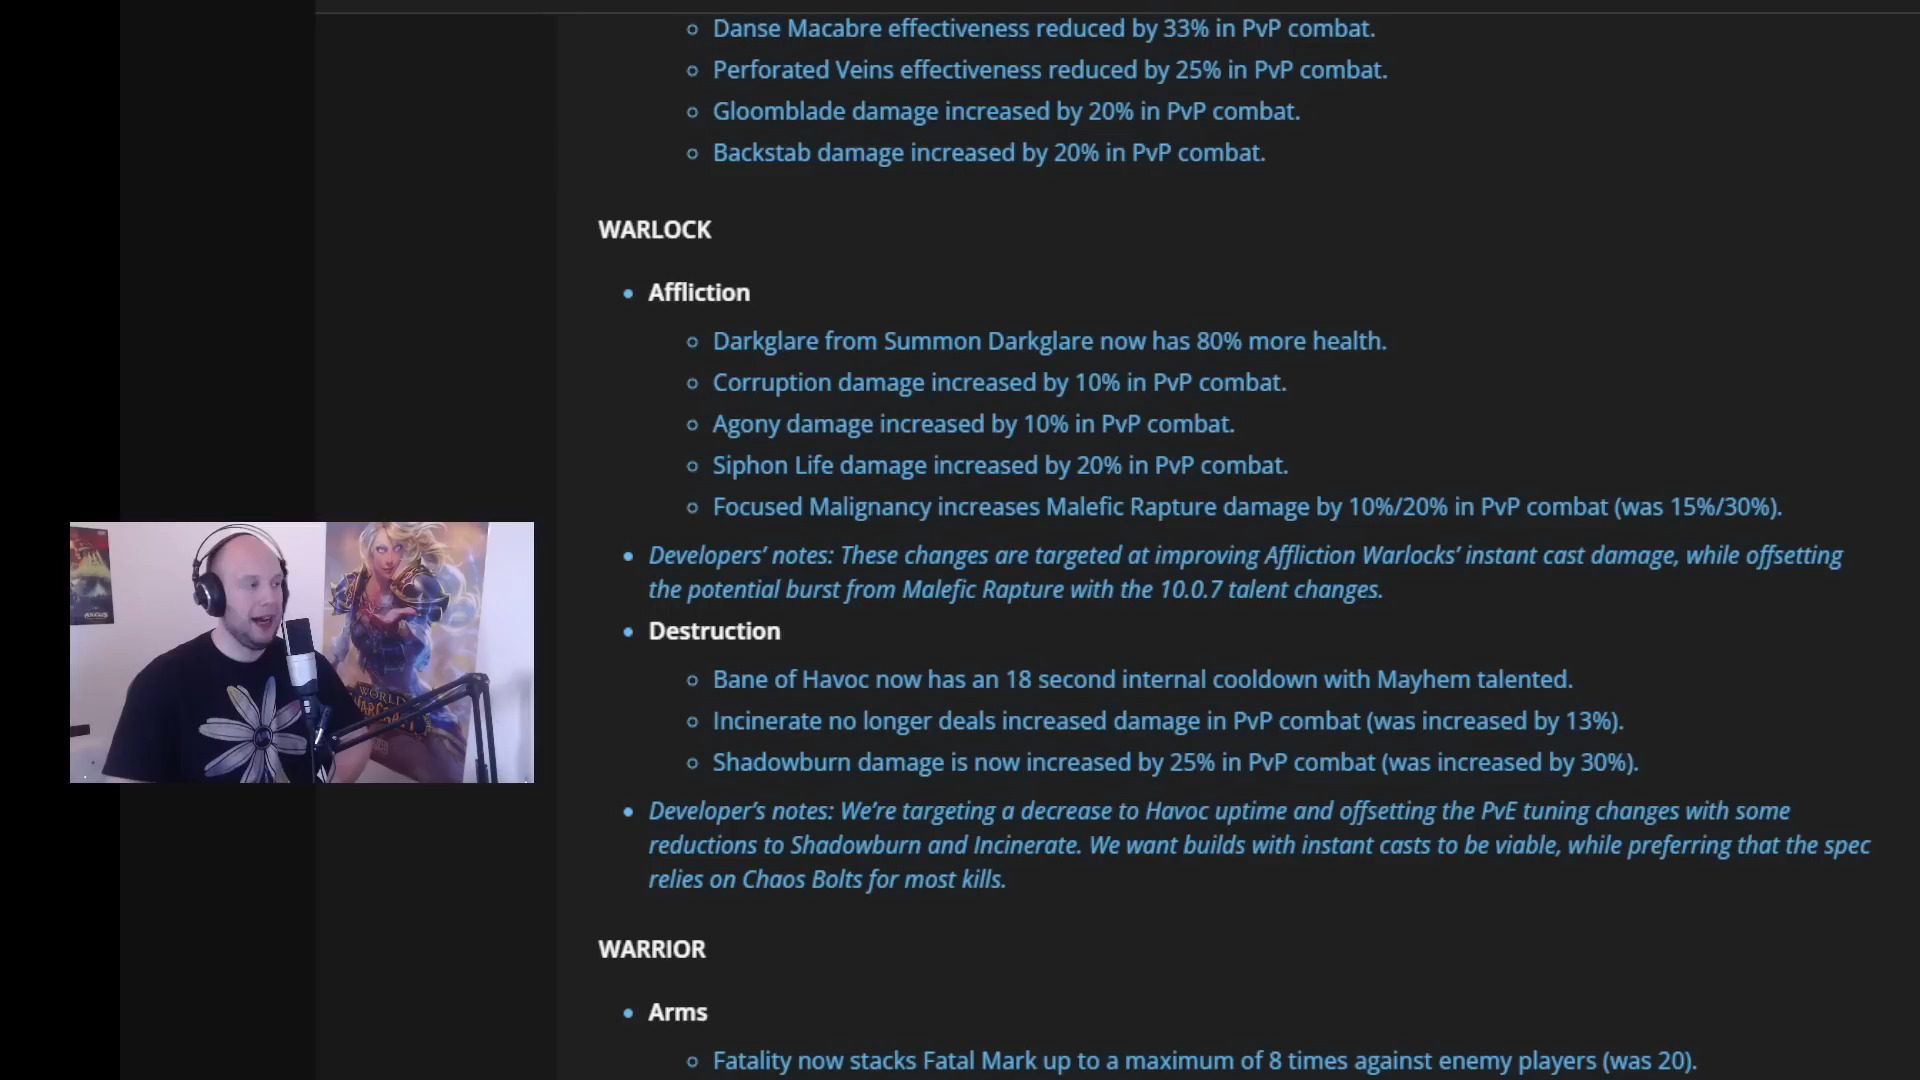 Danse Macabre effectiveness reduced by 33% in PvP combat.
Perforated Veins effectiveness reduced by 25% in PvP combat.
Gloomblade damage increased by 20% in PvP combat.
Backstab damage increased by 20% in PvP combat.
WARLOCK
Affliction
Darkglare from Summon Darkglare now has 80% more health.
Corruption damage increased by 10% in PvP combat.
Agony damage increased by 10% in PvP combat.
Siphon Life damage increased by 20% in PvP combat.
Focused Malignancy increases Malefic Rapture damage by 10%/20% in PvP combat (was 15%/30%).
Developers’ notes: These changes are targeted at improving Affliction Warlocks’ instant cast damage, while offsetting
the potential burst from Malefic Rapture with the 10.0.7 talent changes.
Destruction
Bane of Havoc now has an 18 second internal cooldown with Mayhem talented.
Incinerate no longer deals increased damage in PvP combat (was increased by 13%).
Shadowburn damage is now increased by 25% in PvP combat (was increased by 30%).
Developer’s notes: We’re targeting a decrease to Havoc uptime and offsetting the PvE tuning changes with some
reductions to Shadowburn and Incinerate. We want builds with instant casts to be viable, while preferring that the spec
relies on Chaos Bolts for most kills.
WARRIOR
Arms
Fatality now stacks Fatal Mark up to a maximum of 8 times against enemy players (was 20).
WORLD